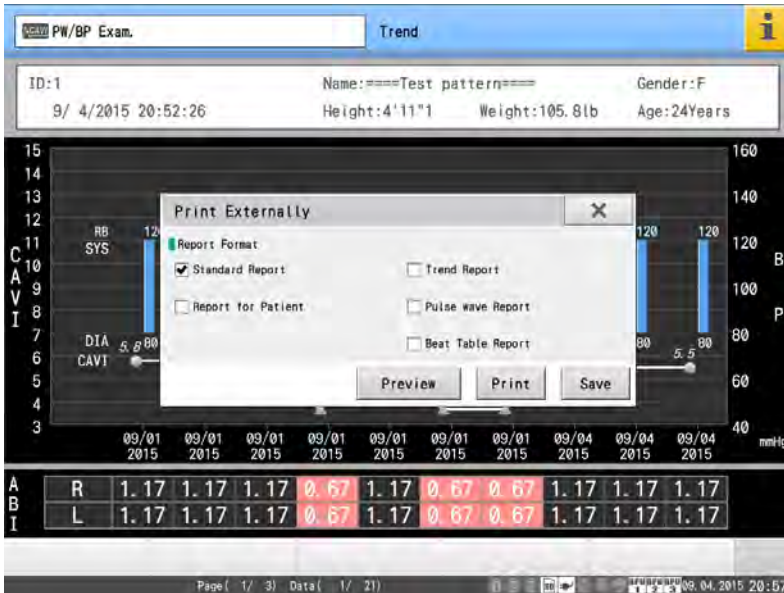 PW/BP Exam.
Trend
i
ID:1 Name:====Test pattern==== Gender:F
9/ 4/2015 20:52:26 Height:4'11"1 Weight:105.8lb Age:24Years
15 160
14
13 140
12
RB 120 120 120
SYS
11 120
10
9 100
8
7 80
DIA 5.8 80 80 80
6 CAVI 5.5
5 60
4
3 40
CAVI
BP
mmHg
Print Externally ×
Report Format
Standard Report Trend Report
Report for Patient Pulse wave Report
Beat Table Report
Preview Print Save
09/01 09/01 09/01 09/01 09/01 09/01 09/01 09/04 09/04 09/04
2015 2015 2015 2015 2015 2015 2015 2015 2015 2015
ABI
R 1.17 1.17 1.17 0.67 1.17 0.67 0.67 1.17 1.17 1.17
L 1.17 1.17 1.17 0.67 1.17 0.67 0.67 1.17 1.17 1.17
Page( 1/ 3) Data( 1/ 21) 09.04.2015 20:57